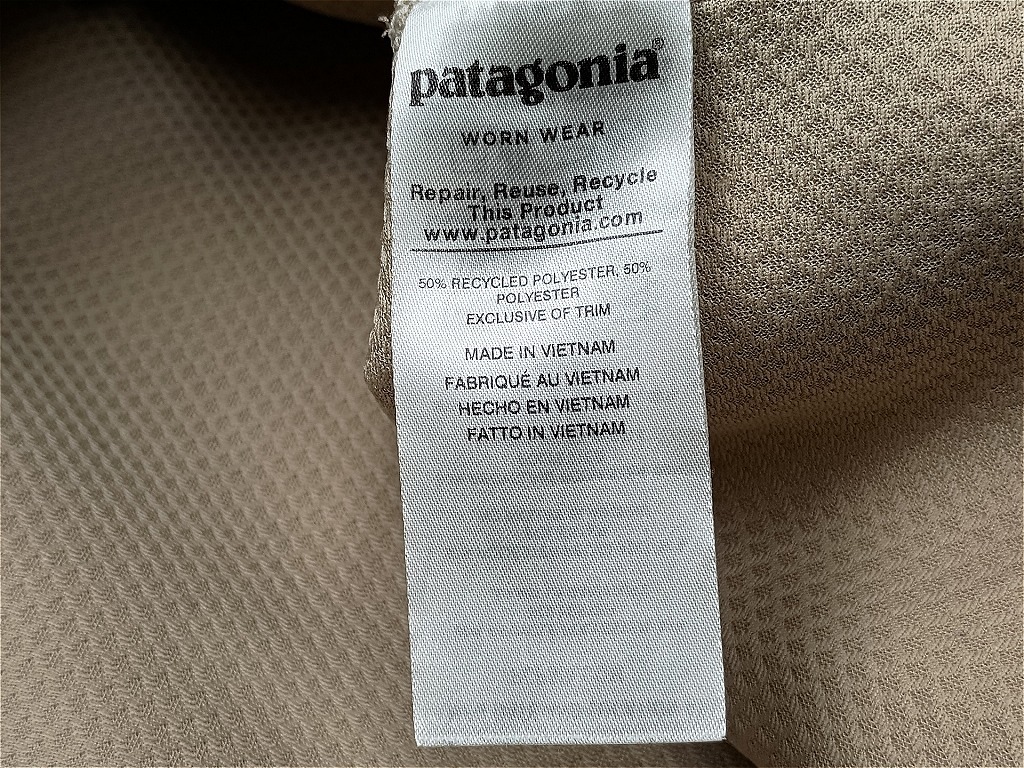 patagonia®
WORN WEAR
Repair, Reuse, Recycle
This Product
www.patagonia.com
50% RECYCLED POLYESTER, 50%
POLYESTER
EXCLUSIVE OF TRIM
MADE IN VIETNAM
FABRIQUÉ AU VIETNAM
HECHO EN VIETNAM
FATTO IN VIETNAM